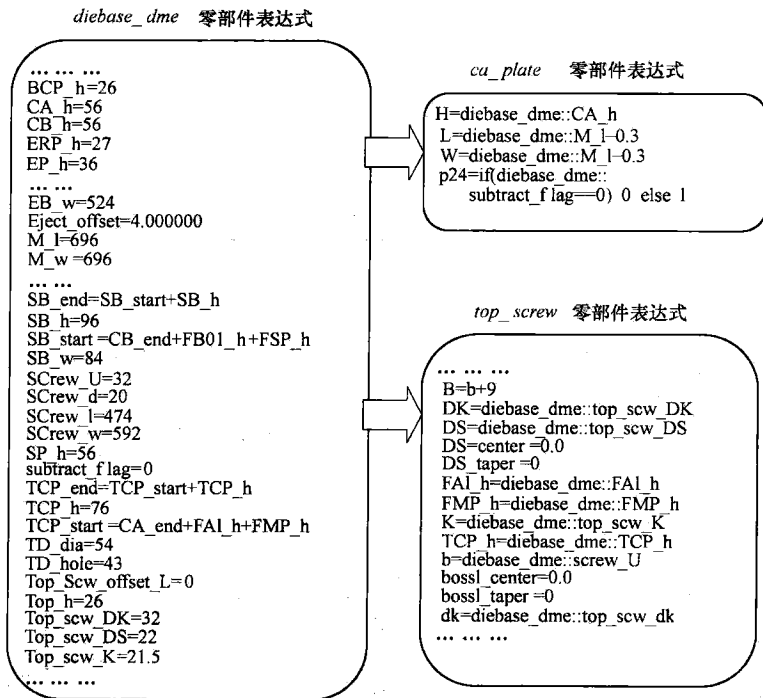 diebase_dme 零部件表达式
... ... ...
BCP_h=26
CA_h=56
CB_h=56
ERP_h=27
EP_h=36
... ...
EB_w=524
Eject_offset=4.000000
M_l=696
M_w =696
... ...
SB_end=SB_start+SB_h
SB_h=96
SB_start =CB_end+FB01_h+FSP_h
SB_w=84
SCrew_U=32
SCrew_d=20
SCrew_l=474
SCrew_w=592
SP_h=56
subtract_f lag=0
TCP_end=TCP_start+TCP_h
TCP_h=76
TCP_start =CA_end+FAl_h+FMP_h
TD_dia=54
TD_hole=43
Top_Scw_offset_L=0
Top_h=26
Top_scw_DK=32
Top_scw_DS=22
Top_scw_K=21.5
... ... ...
ca_plate 零部件表达式
H=diebase_dme::CA_h
L=diebase_dme::M_l-0.3
W=diebase_dme::M_l-0.3
p24=if(diebase_dme::
subtract_f lag==0) 0 else 1
top_screw 零部件表达式
... ... ...
B=b+9
DK=diebase_dme::top_scw_DK
DS=diebase_dme::top_scw_DS
DS=center =0.0
DS_taper =0
FAl_h=diebase_dme::FAl_h
FMP_h=diebase_dme::FMP_h
K=diebase_dme::top_scw_K
TCP_h=diebase_dme::TCP_h
b=diebase_dme::screw_U
bossl_center=0.0
bossl_taper =0
dk=diebase_dme::top_scw_dk
... ... ...